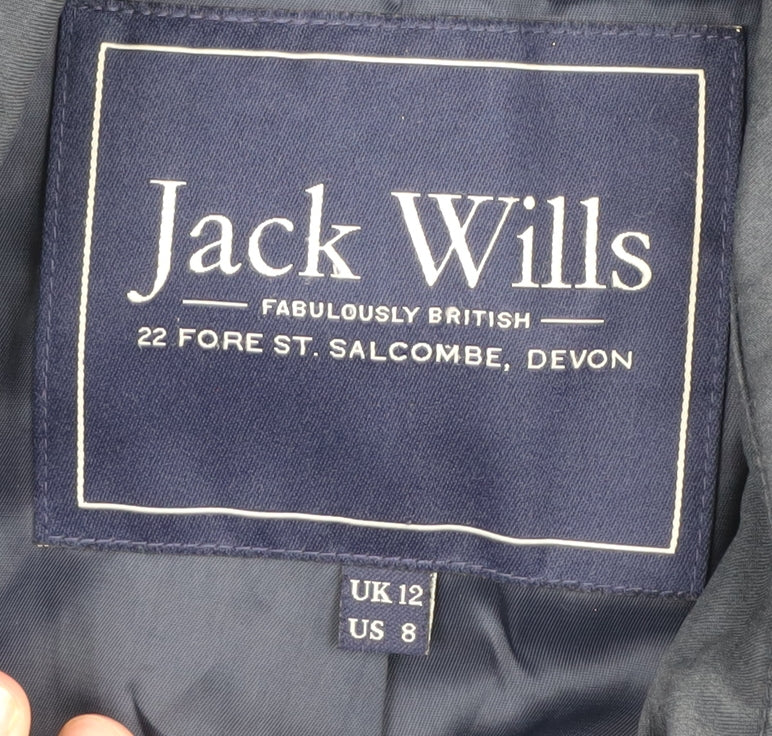 Jack Wills
FABULOUSLY BRITISH
22 FORE ST. SALCOMBE, DEVON
UK 12
US 8